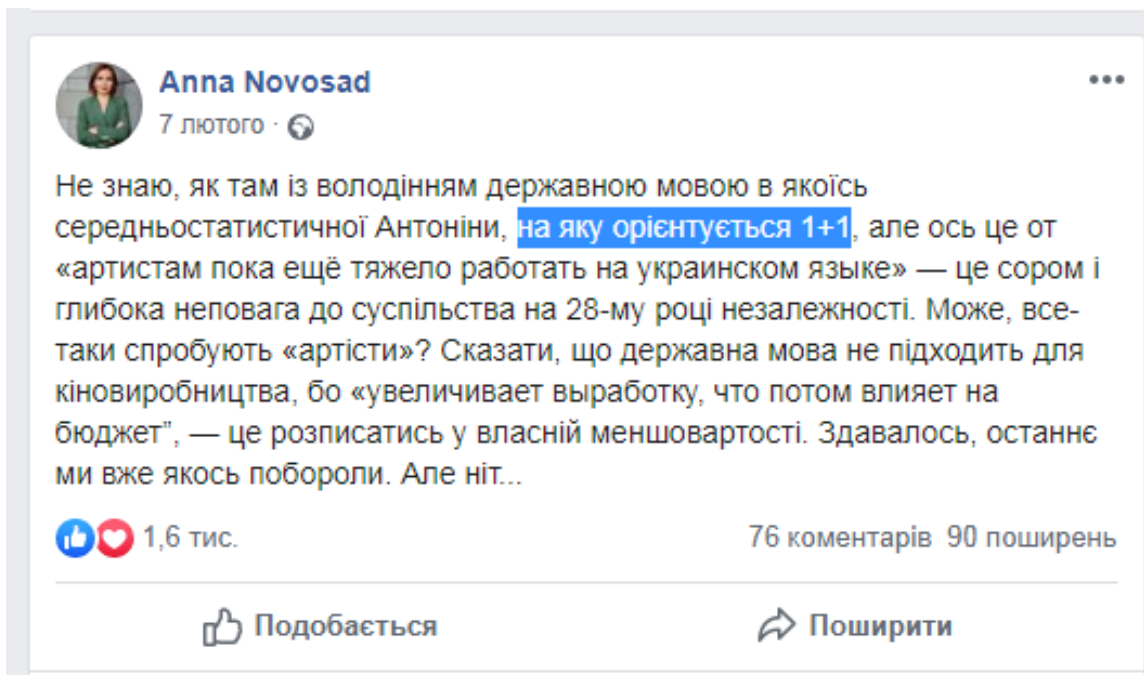 Anna Novosad
7 лютого ·
Не знаю, як там із володінням державною мовою в якоїсь
середньостатистичної Антоніни, на яку орієнтується 1+1, але ось це от
«артистам пока ещё тяжело работать на украинском языке» — це сором і
глибока неповага до суспільства на 28-му році незалежності. Може, все-
таки спробують «артісти»? Сказати, що державна мова не підходить для
кіновиробництва, бо «увеличивает выработку, что потом влияет на
бюджет”, — це розписатись у власній меншовартості. Здавалось, останнє
ми вже якось побороли. Але ніт...
1,6 тис.
76 коментарів 90 поширень
Подобається
Поширити